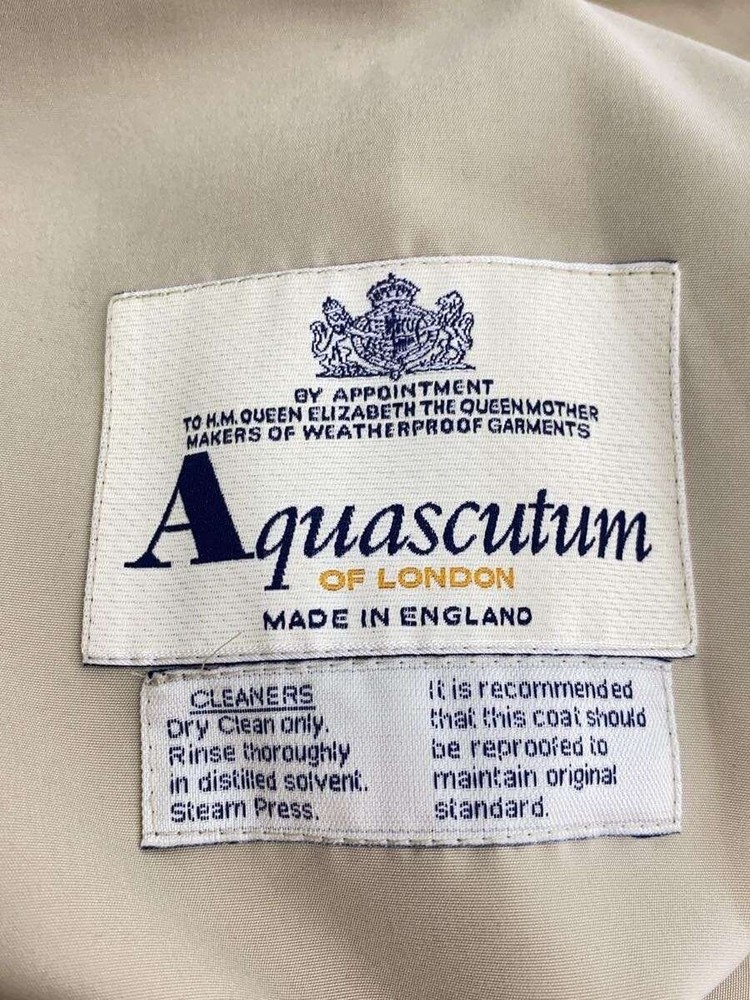 BY APPOINTMENT
TO H.M. QUEEN ELIZABETH THE QUEEN MOTHER
MAKERS OF WEATHERPROOF GARMENTS
Aquascutum
OF LONDON
MADE IN ENGLAND
CLEANERS
Dry Clean only.
Rinse thoroughly
in distilled solvent.
Steam Press.
It is recommended
that this coat should
be reproofed to
maintain original
standard.